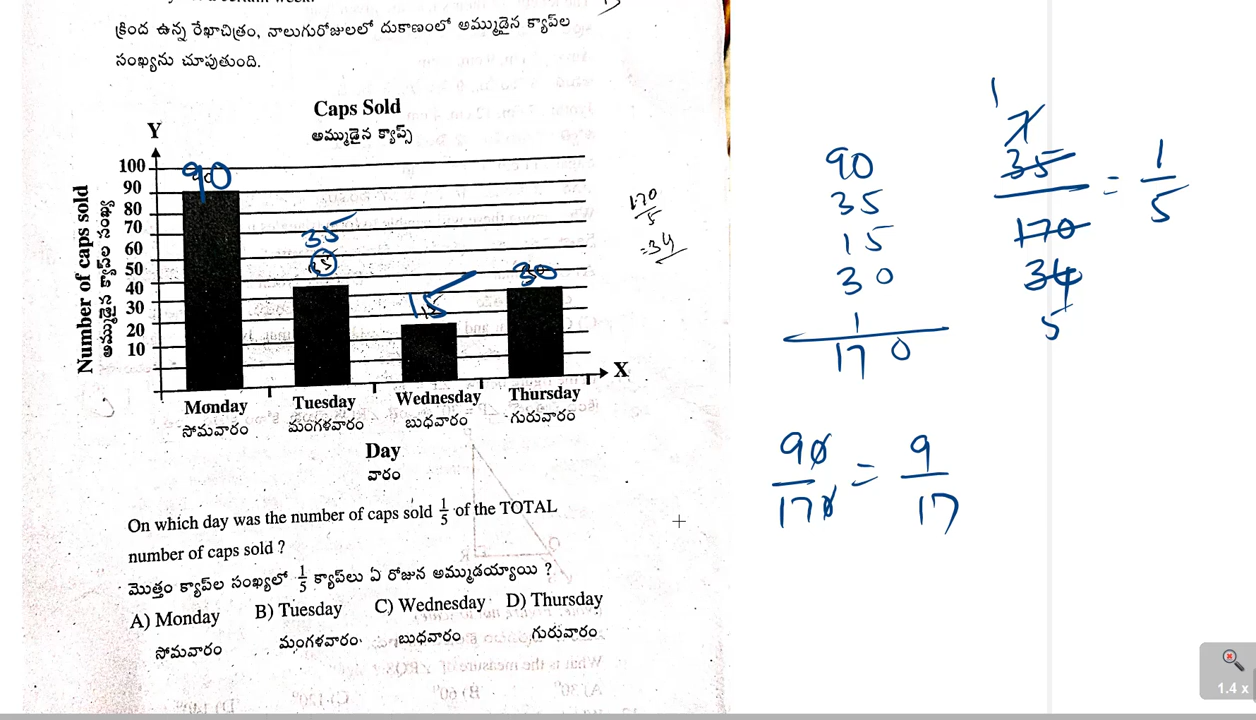 క్రింద ఉన్న రేఖాచిత్రం, నాలుగురోజులలో దుకాణంలో అమ్ముడైన క్యాప్‌ల
సంఖ్యను చూపుతుంది.
Caps Sold
అమ్ముడైన క్యాప్స్
Y
Number of caps sold
అమ్ముడైన క్యాప్‌ల సంఖ్య
100
90
80
70
60
50
40
30
20
10
90
35
15
30
X
Monday Tuesday Wednesday Thursday
సోమవారం మంగళవారం బుధవారం గురువారం
Day
వారం
On which day was the number of caps sold 1/5 of the TOTAL
number of caps sold ?
మొత్తం క్యాప్‌ల సంఖ్యలో 1/5 క్యాప్‌లు ఏ రోజున అమ్ముడయ్యాయి ?
A) Monday B) Tuesday C) Wednesday D) Thursday
సోమవారం మంగళవారం బుధవారం గురువారం
170/5
=34
90
35
15
30
1
170
1
7
35/170 = 1/5
34
5
90/170 = 9/17
1.4 x